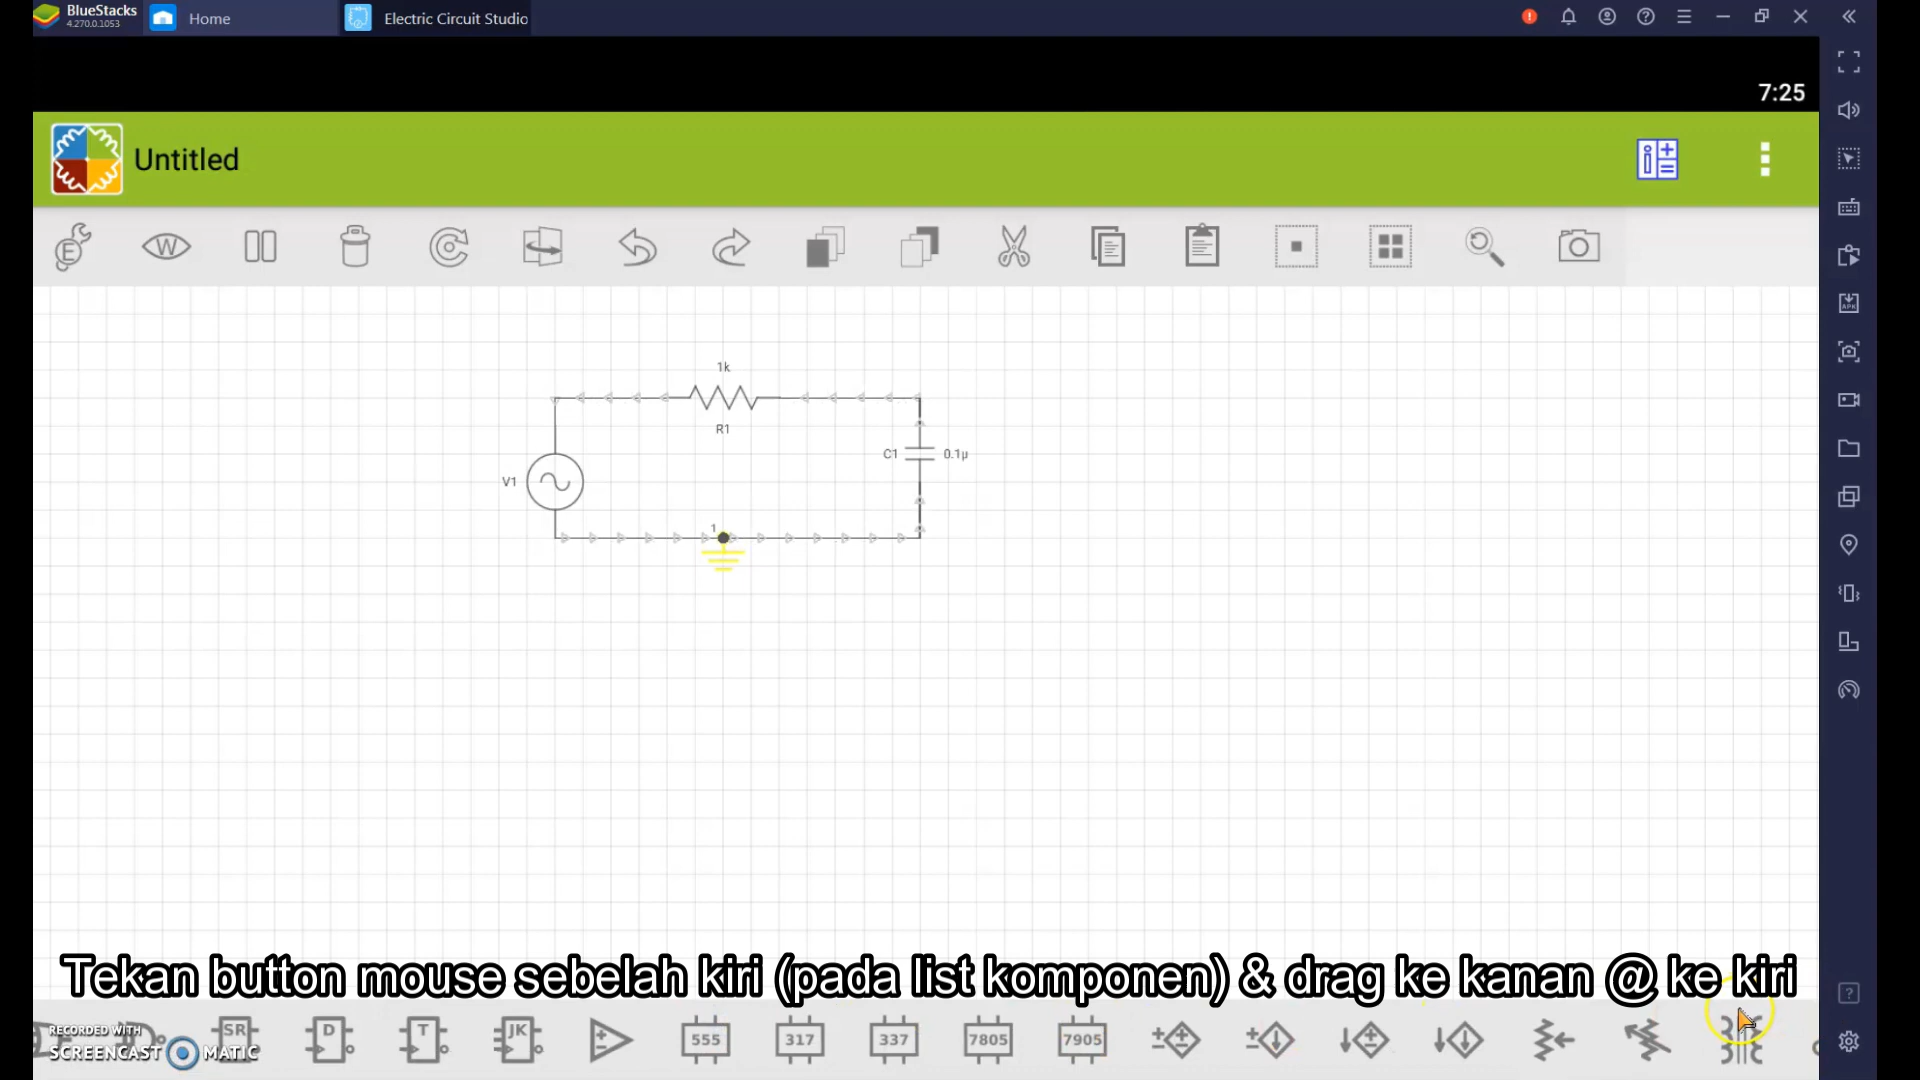 BlueStacks
4.270.0.1053
Home
Electric Circuit Studio
7:25
Untitled
E
W
1k
R1
C1
0.1µ
V1
1
Tekan button mouse sebelah kiri (pada list komponen) & drag ke kanan @ ke kiri
SR
D
T
JK
555
317
337
7805
7905
RECORDED WITH
SCREENCAST MATIC